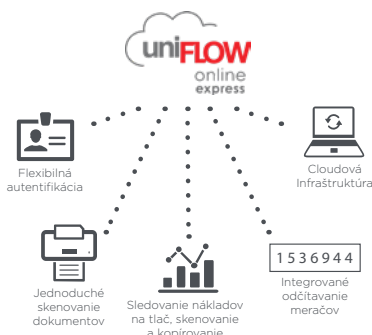 uniFLOW
online
express
Flexibilná
autentifikácia
Cloudová
Infraštruktúra
1536944
Jednoduché
skenovanie
dokumentov
Sledovanie nákladov
na tlač, skenovanie
a kopírovanie
Integrované
odčítavanie
meračov